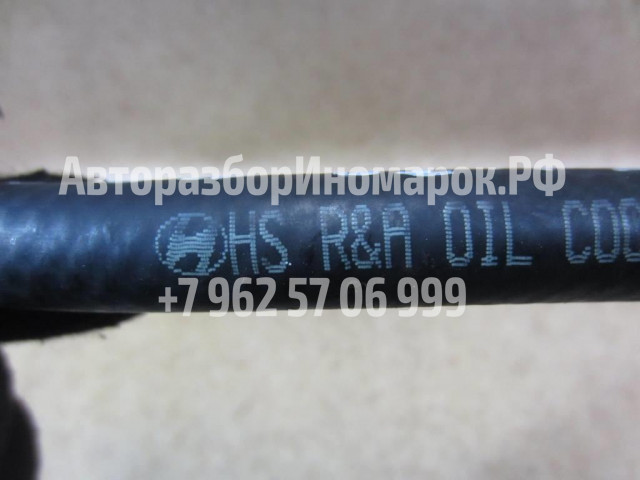 АвторазборИномарок.РФ
HS R&A OIL COO
+7 962 57 06 999